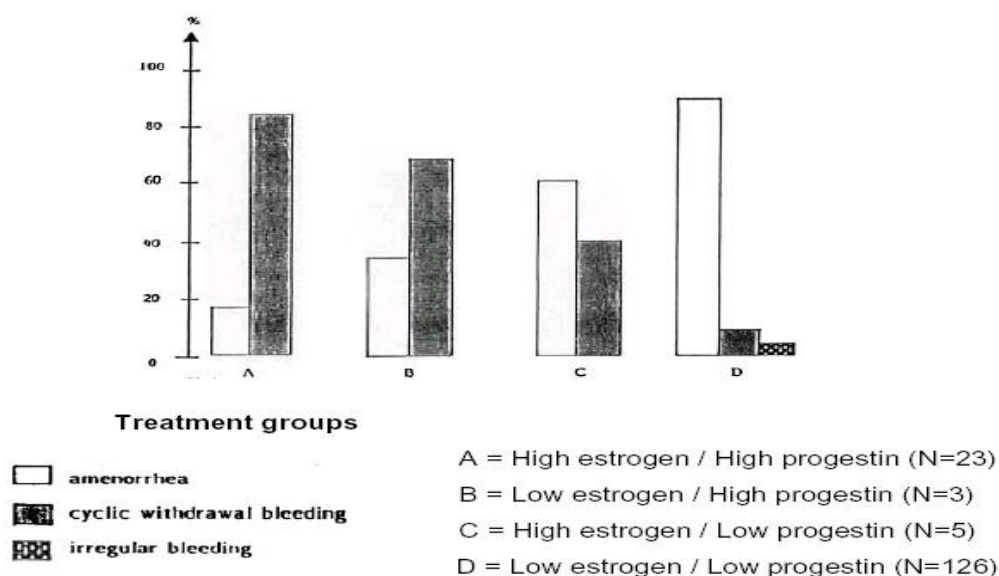 %
100
80
60
40
20
0
A B C D
Treatment groups
amenorrhea
cyclic withdrawal bleeding
irregular bleeding
A = High estrogen / High progestin (N=23)
B = Low estrogen / High progestin (N=3)
C = High estrogen / Low progestin (N=5)
D = Low estrogen / Low progestin (N=126)